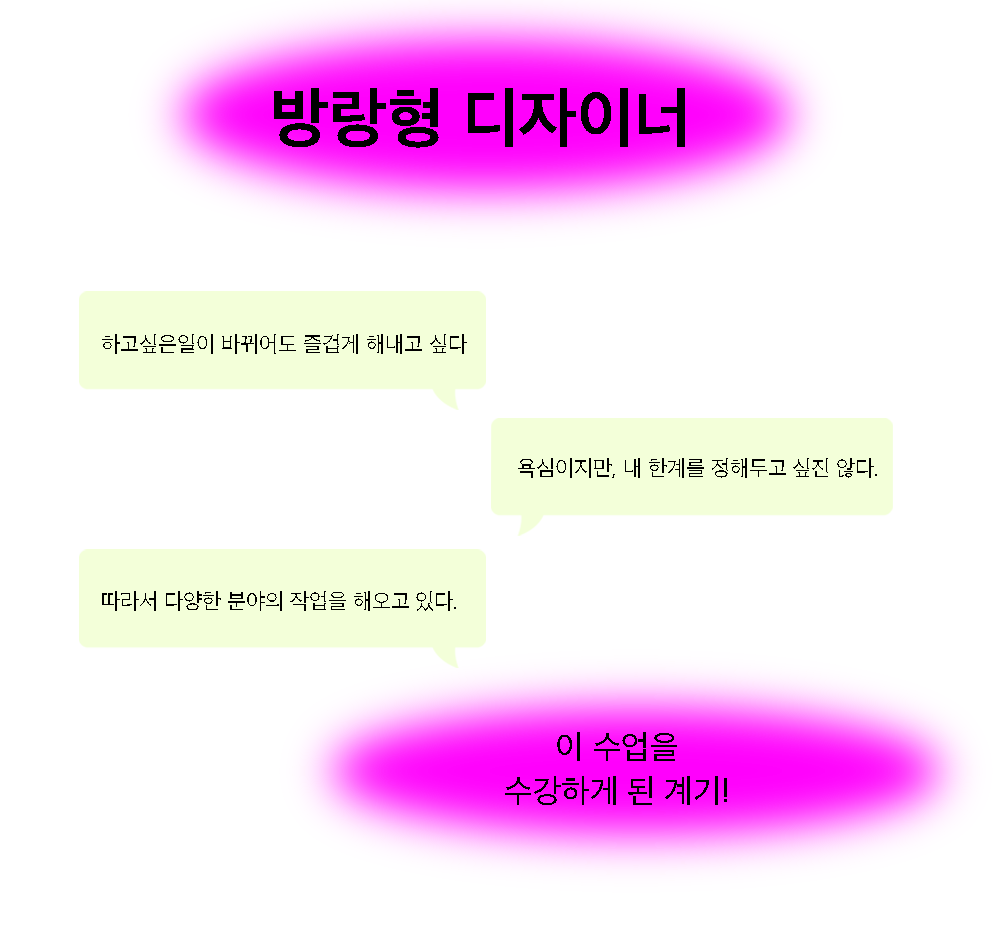 방랑형 디자이너
하고싶은일이 바뀌어도 즐겁게 해내고 싶다
욕심이지만, 내 한계를 정해두고 싶진 않다.
따라서 다양한 분야의 작업을 해오고 있다.
이 수업을
수강하게 된 계기!